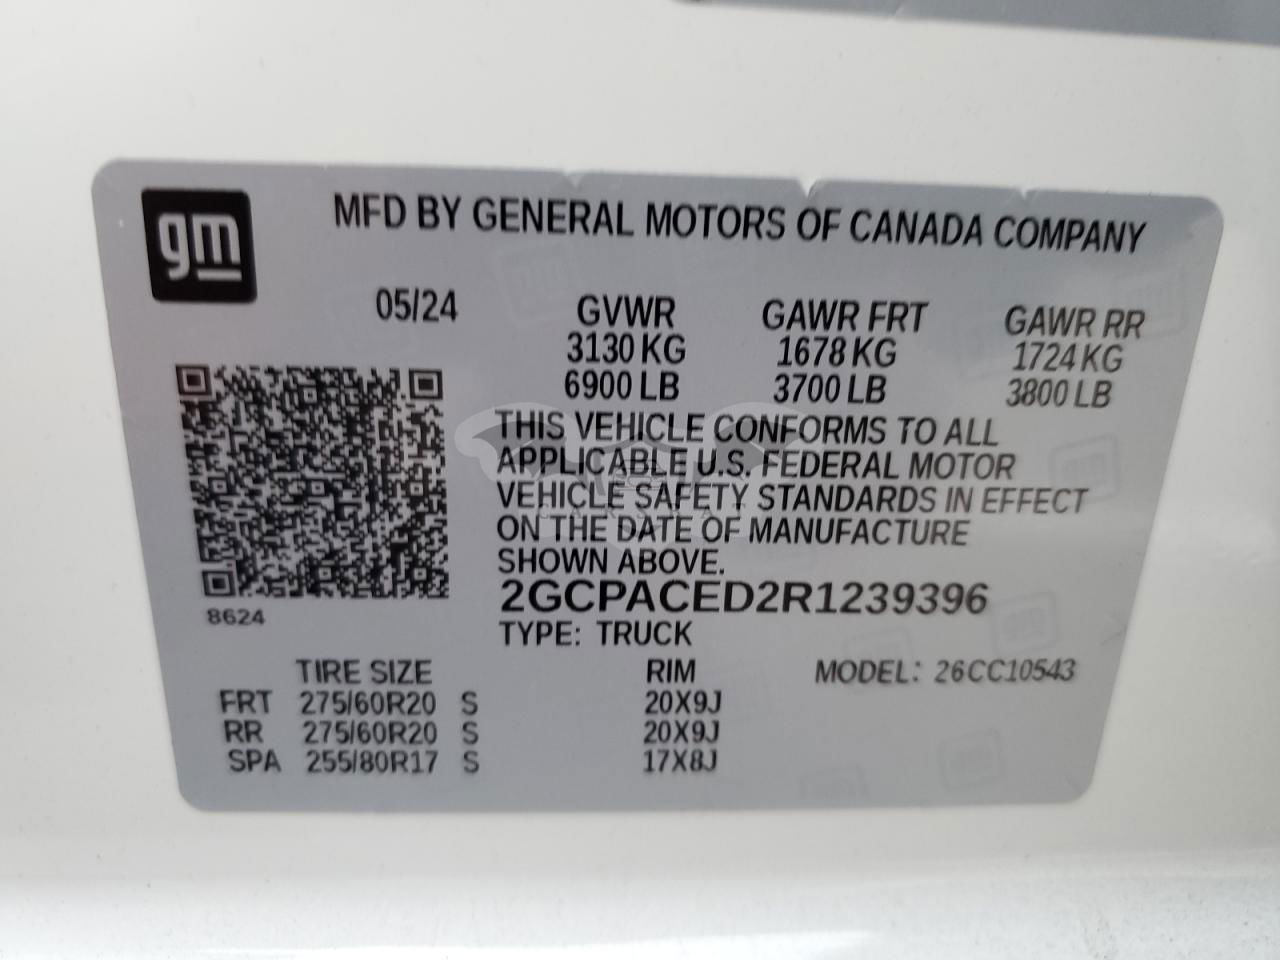 gm
MFD BY GENERAL MOTORS OF CANADA COMPANY
05/24 GVWR GAWR FRT GAWR RR
3130 KG 1678 KG 1724 KG
6900 LB 3700 LB 3800 LB
THIS VEHICLE CONFORMS TO ALL
APPLICABLE U.S. FEDERAL MOTOR
VEHICLE SAFETY STANDARDS IN EFFECT
ON THE DATE OF MANUFACTURE
SHOWN ABOVE.
2GCPACED2R1239396
8624
TYPE: TRUCK
TIRE SIZE RIM MODEL: 26CC10543
FRT 275/60R20 S 20X9J
RR 275/60R20 S 20X9J
SPA 255/80R17 S 17X8J